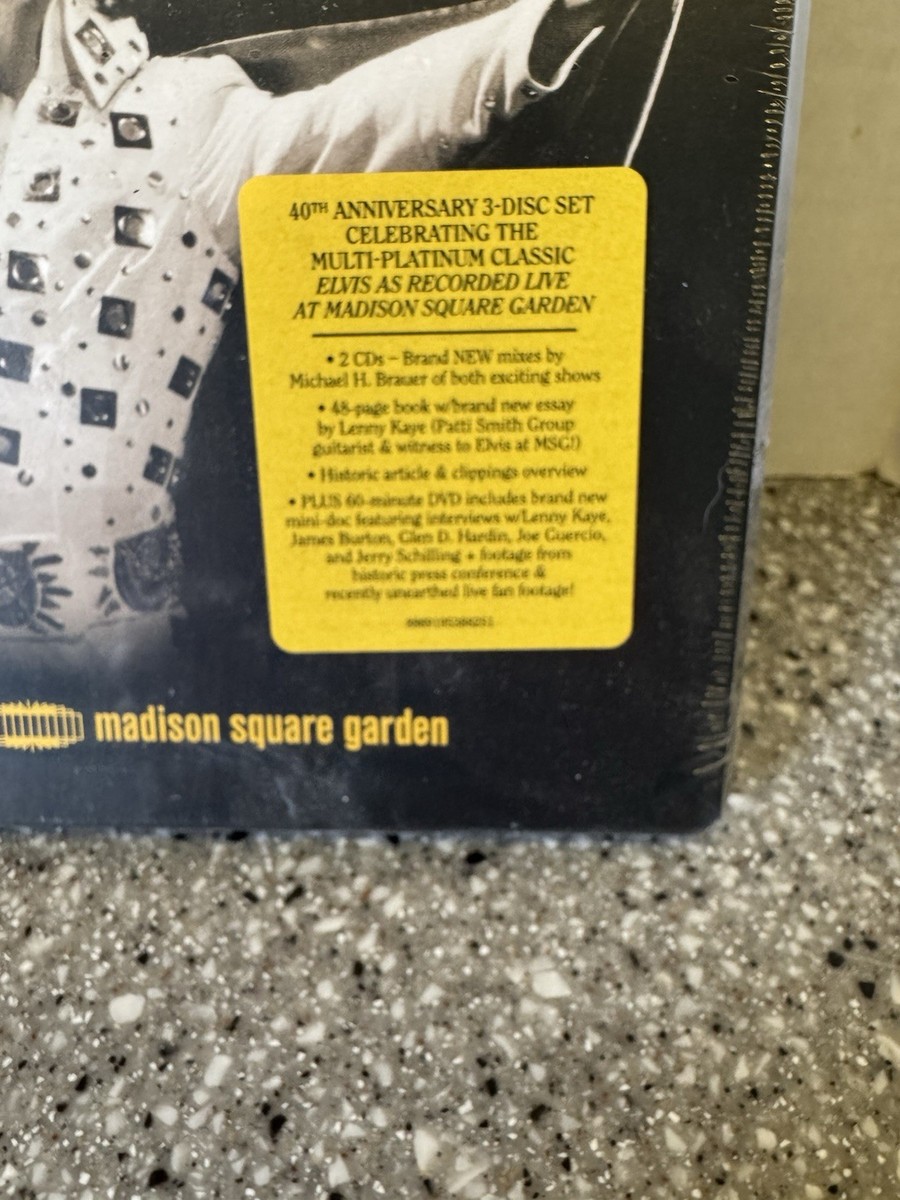 40TH ANNIVERSARY 3-DISC SET
CELEBRATING THE
MULTI-PLATINUM CLASSIC
ELVIS AS RECORDED LIVE
AT MADISON SQUARE GARDEN
• 2 CDs – Brand NEW mixes by
Michael H. Brauer of both exciting shows
• 48-page book w/brand new essay
by Lenny Kaye (Patti Smith Group
guitarist & witness to Elvis at MSG!)
• Historic article & clippings overview
• PLUS 60-minute DVD includes brand new
mini-doc featuring interviews w/Lenny Kaye,
James Burton, Glen D. Hardin, Joe Guercio,
and Jerry Schilling + footage from
historic press conference &
recently unearthed live fan footage!
madison square garden